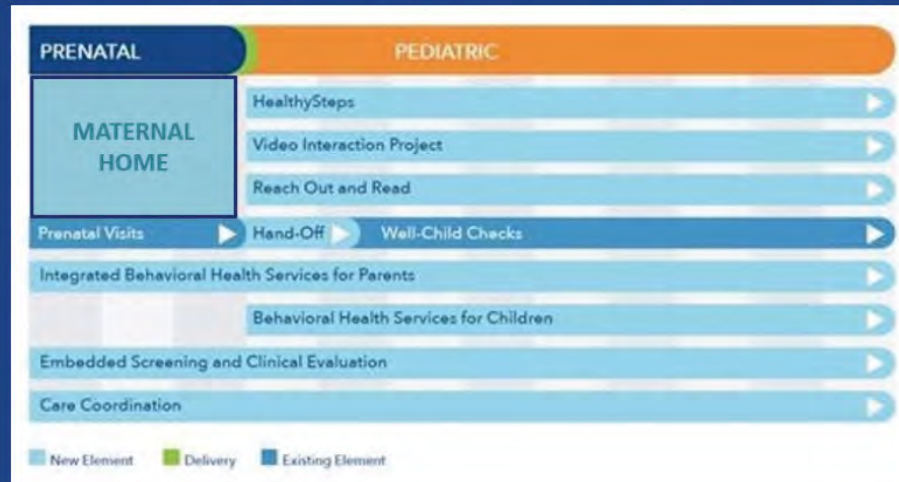 PRENATAL
PEDIATRIC
MATERNAL
HOME
HealthySteps
Video Interaction Project
Reach Out and Read
Prenatal Visits
Hand-Off
Well-Child Checks
Integrated Behavioral Health Services for Parents
Behavioral Health Services for Children
Embedded Screening and Clinical Evaluation
Care Coordination
New Element
Delivery
Existing Element